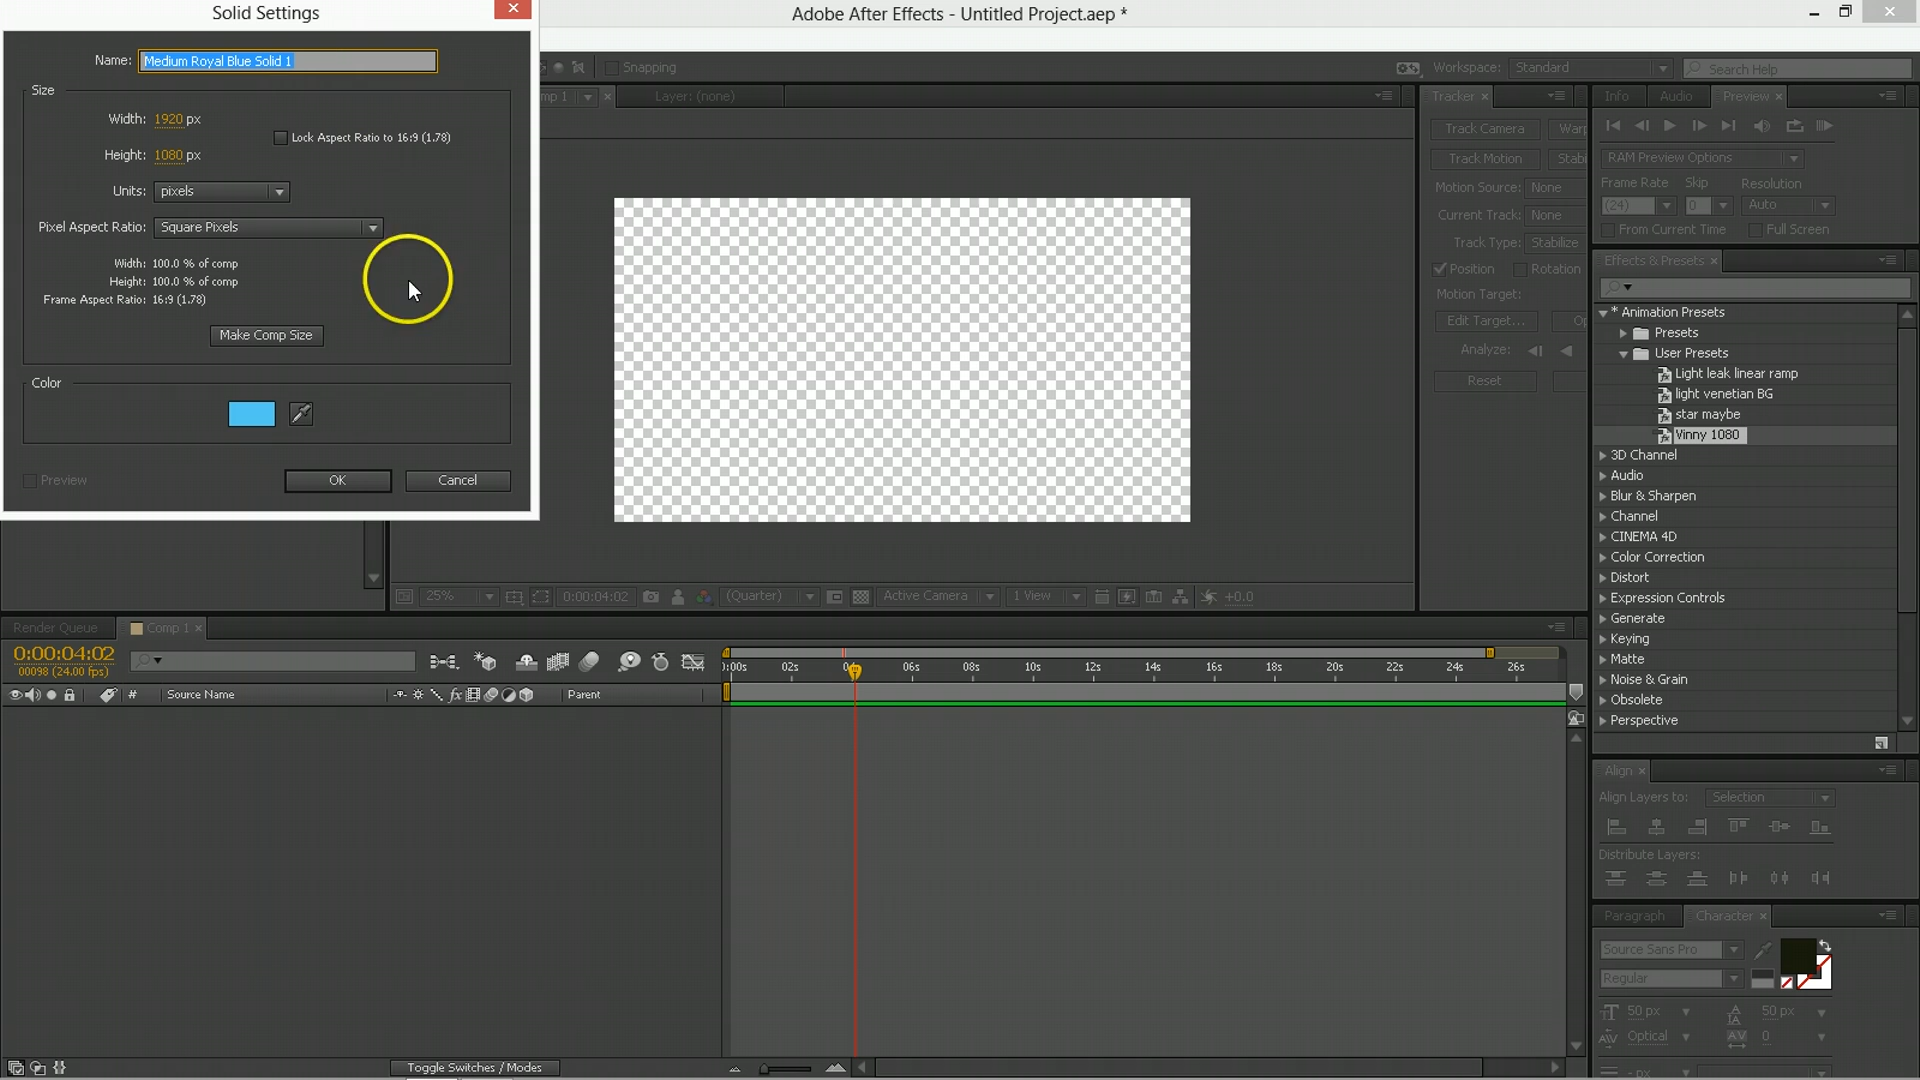 Solid Settings
Adobe After Effects - Untitled Project.aep *
Name: Medium Royal Blue Solid 1
Size
Width: 1920 px
Lock Aspect Ratio to 16:9 (1.78)
Height: 1080 px
Units: pixels
Pixel Aspect Ratio: Square Pixels
Width: 100.0 % of comp
Height: 100.0 % of comp
Frame Aspect Ratio: 16:9 (1.78)
Make Comp Size
Color
Preview
OK
Cancel
Snapping
Workspace: Standard
Search Help
mp 1
Layer: (none)
25%
0:00:04:02
(Quarter)
Active Camera
1 View
+0.0
Tracker
Track Camera
Warp
Track Motion
Stabi
Motion Source: None
Current Track: None
Track Type: Stabilize
Position
Rotation
Motion Target:
Edit Target...
Op
Analyze:
Reset
Info
Audio
Preview
RAM Preview Options
Frame Rate Skip Resolution
(24) 0 Auto
From Current Time
Full Screen
Effects & Presets
* Animation Presets
Presets
User Presets
Light leak linear ramp
light venetian BG
star maybe
Vinny 1080
3D Channel
Audio
Blur & Sharpen
Channel
CINEMA 4D
Color Correction
Distort
Expression Controls
Generate
Keying
Matte
Noise & Grain
Obsolete
Perspective
Align
Align Layers to: Selection
Distribute Layers:
Paragraph
Character
Source Sans Pro
Regular
50 px
50 px
Optical
0
- px
Render Queue
Comp 1
0:00:04:02
00098 (24.00 fps)
# Source Name
Parent
):00s 02s 04s 06s 08s 10s 12s 14s 16s 18s 20s 22s 24s 26s
Toggle Switches / Modes